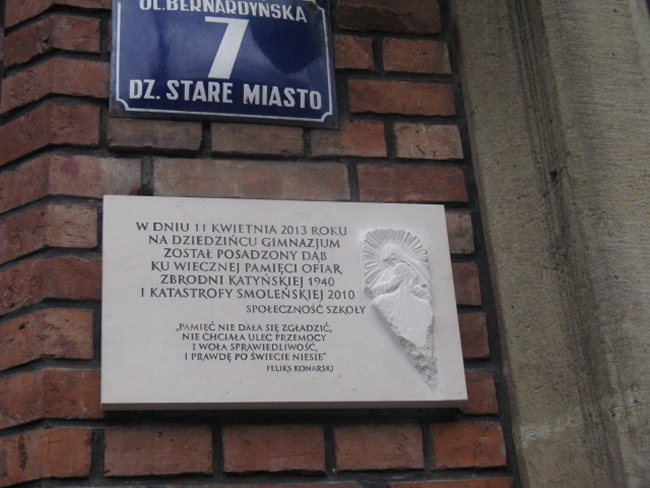 UL. BERNARDYŃSKA
7
DZ. STARE MIASTO
W DNIU 11 KWIETNIA 2013 ROKU
NA DZIEDZIŃCU GIMNAZJUM
ZOSTAŁ POSADZONY DĄB
KU WIECZNEJ PAMIĘCI OFIAR
ZBRODNI KATYŃSKIEJ 1940
I KATASTROFY SMOLEŃSKIEJ 2010
SPOŁECZNOŚĆ SZKOŁY
„PAMIĘĆ NIE DAŁA SIĘ ZGŁADZIĆ,
NIE CHCIAŁA ULEC PRZEMOCY
I WOŁA SPRAWIEDLIWOŚĆ,
I PRAWDĘ PO ŚWIECIE NIESIE"
FELIKS KONARSKI